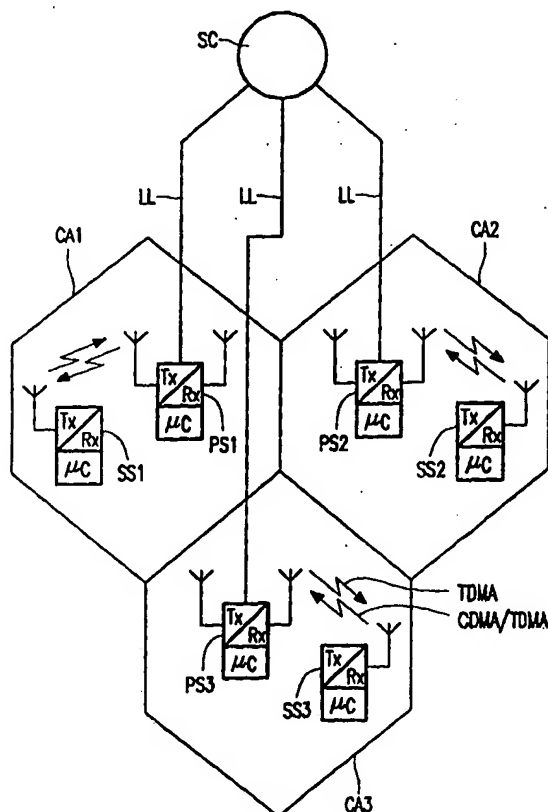 SC
LL
LL
LL
CA1
CA2
Tx
Rx
μC
PS1
Tx
Rx
μC
SS1
Tx
Rx
μC
PS2
Tx
Rx
μC
SS2
Tx
Rx
μC
PS3
TDMA
CDMA/TDMA
Tx
Rx
μC
SS3
CA3